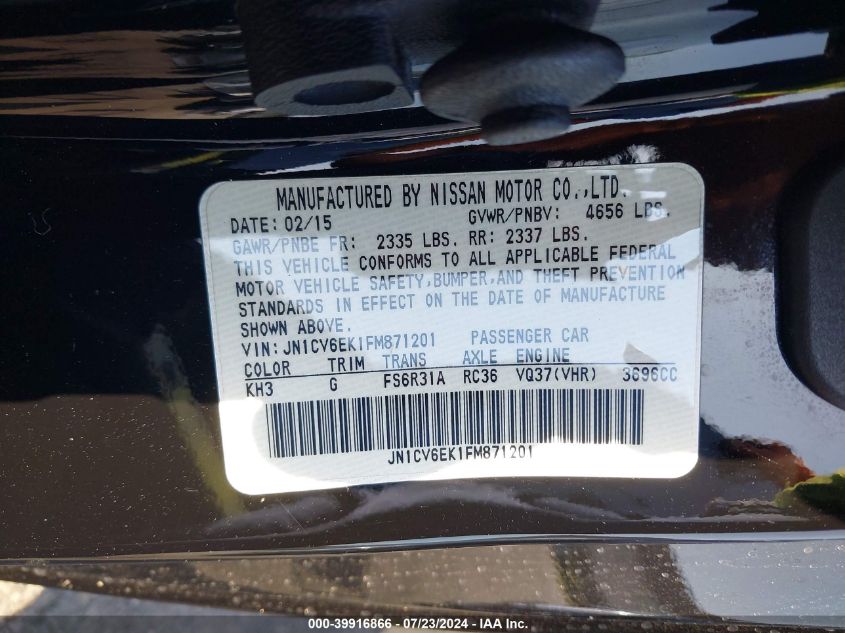 MANUFACTURED BY NISSAN MOTOR CO.,LTD.
DATE: 02/15 GVWR/PNBV: 4656 LBS.
GAWR/PNBE FR: 2335 LBS. RR: 2337 LBS.
THIS VEHICLE CONFORMS TO ALL APPLICABLE FEDERAL
MOTOR VEHICLE SAFETY,BUMPER,AND THEFT PREVENTION
STANDARDS IN EFFECT ON THE DATE OF MANUFACTURE
SHOWN ABOVE.
VIN:JN1CV6EK1FM871201 PASSENGER CAR
COLOR TRIM TRANS AXLE ENGINE
KH3 G FS6R31A RC36 VQ37(VHR) 3696CC
JN1CV6EK1FM871201
000-39916866 - 07/23/2024 - IAA Inc.